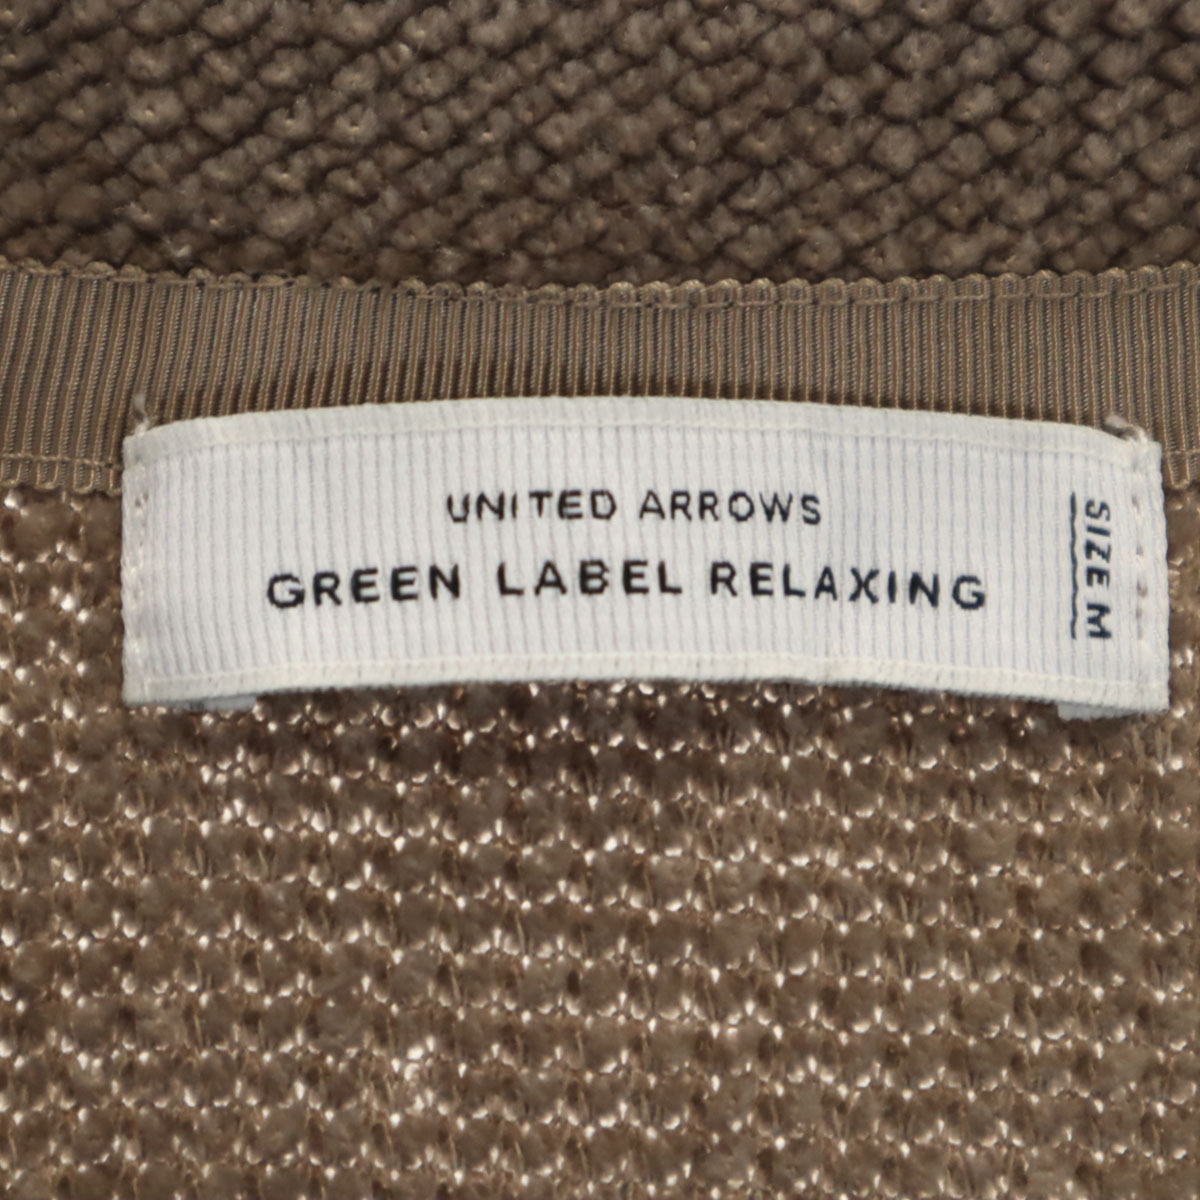 UNITED ARROWS
GREEN LABEL RELAXING
SIZE M